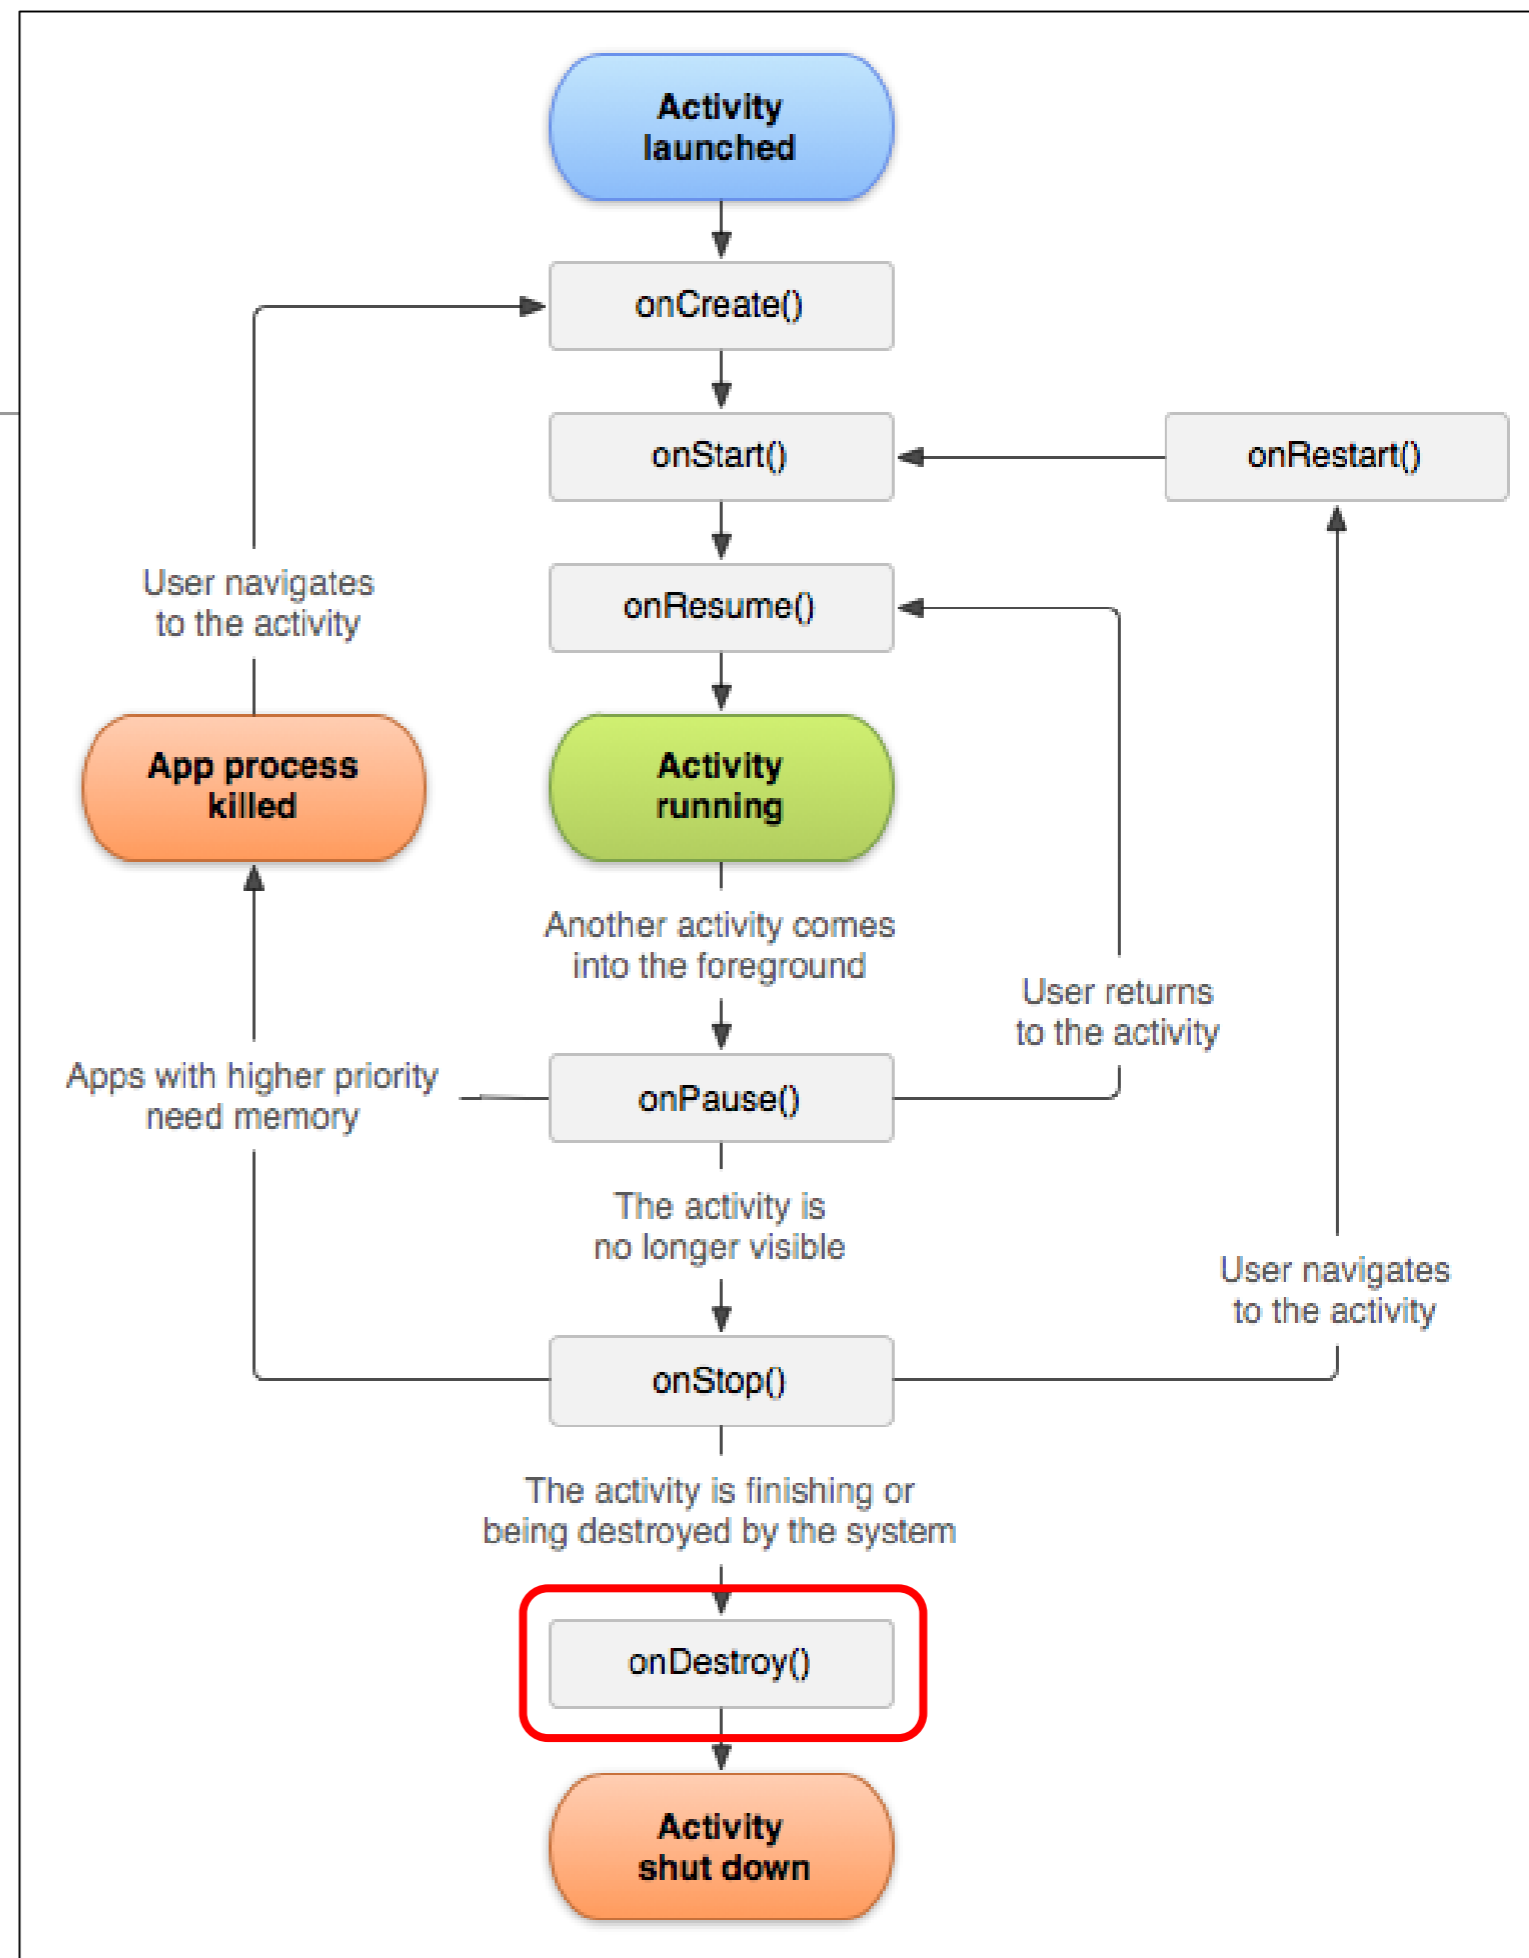 Activity
launched
onCreate()
onStart()
onRestart()
onResume()
User navigates
to the activity
App process
killed
Activity
running
Another activity comes
into the foreground
User returns
to the activity
Apps with higher priority
need memory
onPause()
The activity is
no longer visible
User navigates
to the activity
onStop()
The activity is finishing or
being destroyed by the system
onDestroy()
Activity
shut down